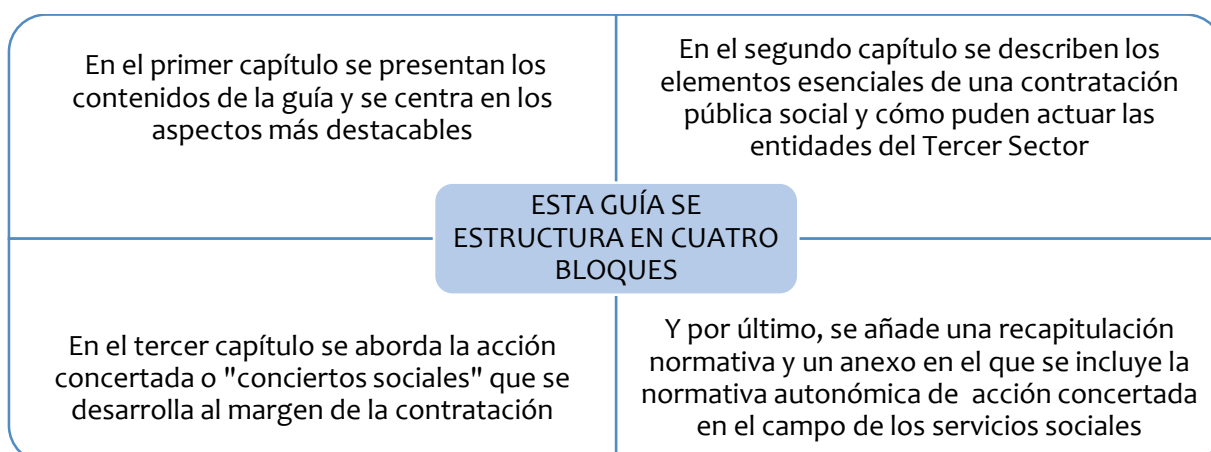 En el primer capítulo se presentan los
contenidos de la guía y se centra en los
aspectos más destacables
En el segundo capítulo se describen los
elementos esenciales de una contratación
pública social y cómo puden actuar las
entidades del Tercer Sector
ESTA GUÍA SE
ESTRUCTURA EN CUATRO
BLOQUES
En el tercer capítulo se aborda la acción
concertada o "conciertos sociales" que se
desarrolla al margen de la contratación
Y por último, se añade una recapitulación
normativa y un anexo en el que se incluye la
normativa autonómica de acción concertada
en el campo de los servicios sociales